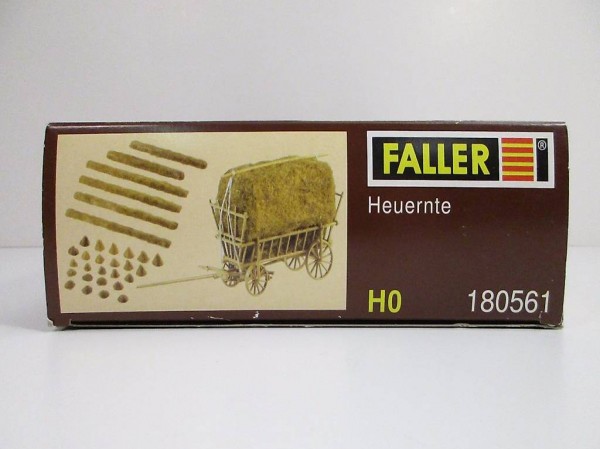 FALLER ®
Heuernte
H0 180561